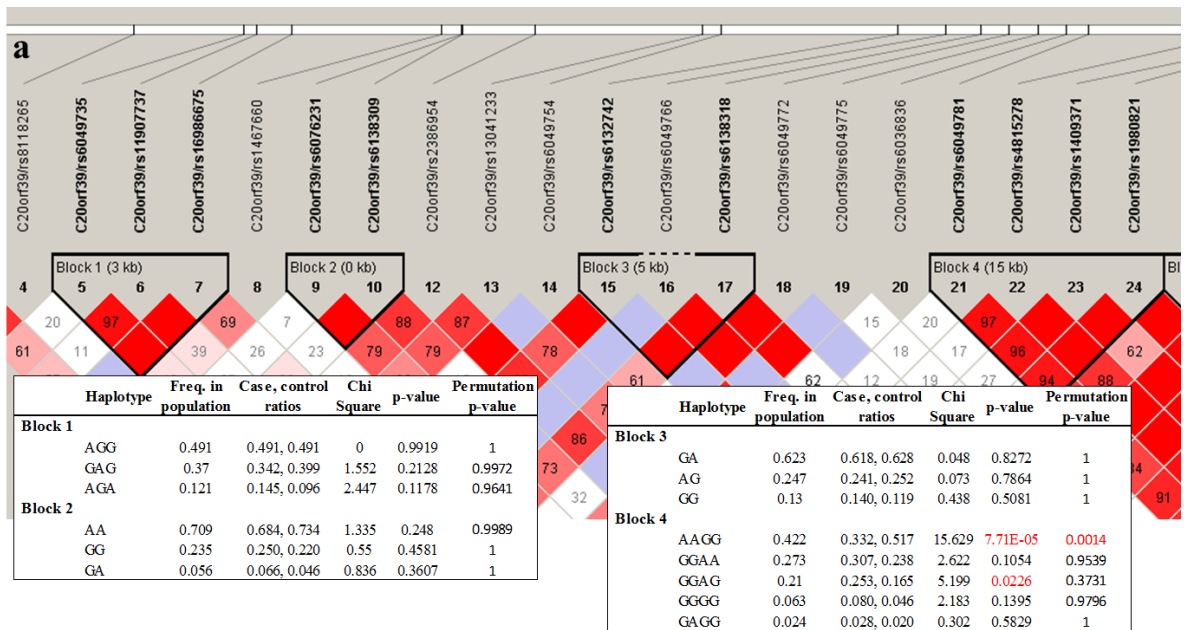 a
C20orf39/rs8118265
C20orf39/rs6049735
C20orf39/rs11907737
C20orf39/rs16986675
C20orf39/rs1467660
C20orf39/rs6076231
C20orf39/rs6138309
C20orf39/rs2386954
C20orf39/rs13041233
C20orf39/rs6049754
C20orf39/rs6132742
C20orf39/rs6049766
C20orf39/rs6138318
C20orf39/rs6049772
C20orf39/rs6049775
C20orf39/rs6036836
C20orf39/rs6049781
C20orf39/rs4815278
C20orf39/rs1409371
C20orf39/rs1980821
Block 1 (3 kb) Block 2 (0 kb) Block 3 (5 kb) Block 4 (15 kb) Bl
4 5 6 7 8 9 10 12 13 14 15 16 17 18 19 20 21 22 23 24
20 97 69 7 88 87 15 20 97
61 11 39 26 23 79 79 78 18 17 96 62
61 62 12 19 27 94 88
86
73 91
32
Haplotype Freq. in population Case, control ratios Chi Square p-value Permutation p-value
Block 1
AGG 0.491 0.491, 0.491 0 0.9919 1
GAG 0.37 0.342, 0.399 1.552 0.2128 0.9972
AGA 0.121 0.145, 0.096 2.447 0.1178 0.9641
Block 2
AA 0.709 0.684, 0.734 1.335 0.248 0.9989
GG 0.235 0.250, 0.220 0.55 0.4581 1
GA 0.056 0.066, 0.046 0.836 0.3607 1
Haplotype Freq. in population Case, control ratios Chi Square p-value Permutation p-value
Block 3
GA 0.623 0.618, 0.628 0.048 0.8272 1
AG 0.247 0.241, 0.252 0.073 0.7864 1
GG 0.13 0.140, 0.119 0.438 0.5081 1
Block 4
AAGG 0.422 0.332, 0.517 15.629 7.71E-05 0.0014
GGAA 0.273 0.307, 0.238 2.622 0.1054 0.9539
GGAG 0.21 0.253, 0.165 5.199 0.0226 0.3731
GGGG 0.063 0.080, 0.046 2.183 0.1395 0.9796
GAGG 0.024 0.028, 0.020 0.302 0.5829 1